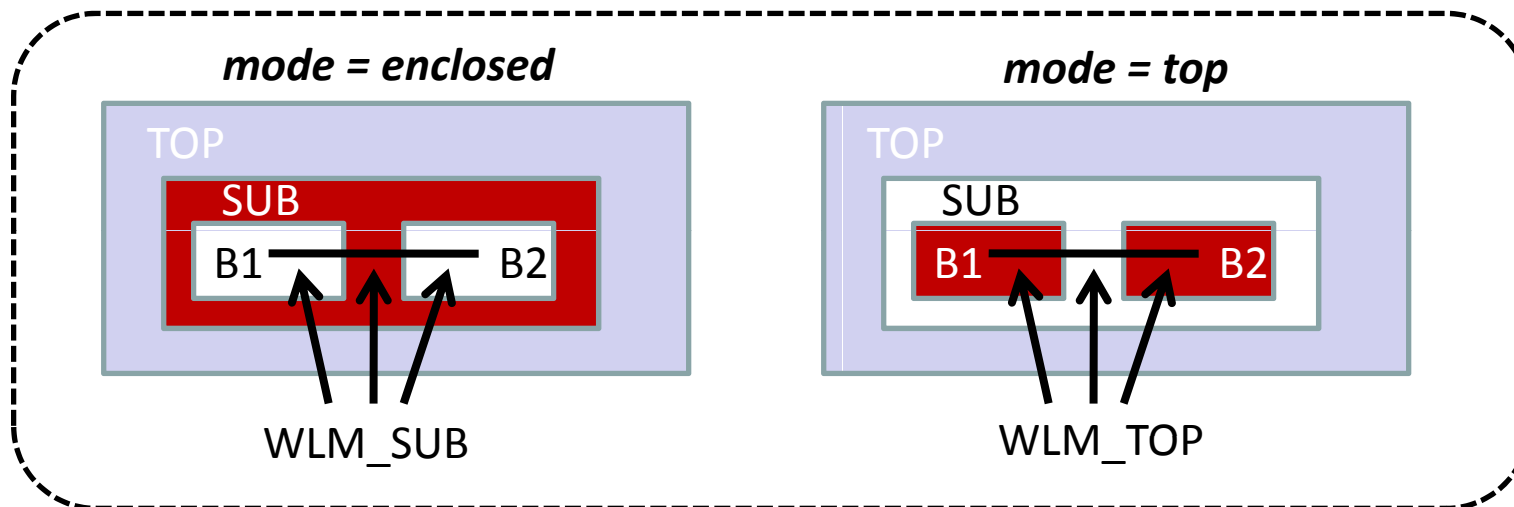 mode = enclosed
TOP
SUB
B1
B2
WLM_SUB
mode = top
TOP
SUB
B1
B2
WLM_TOP